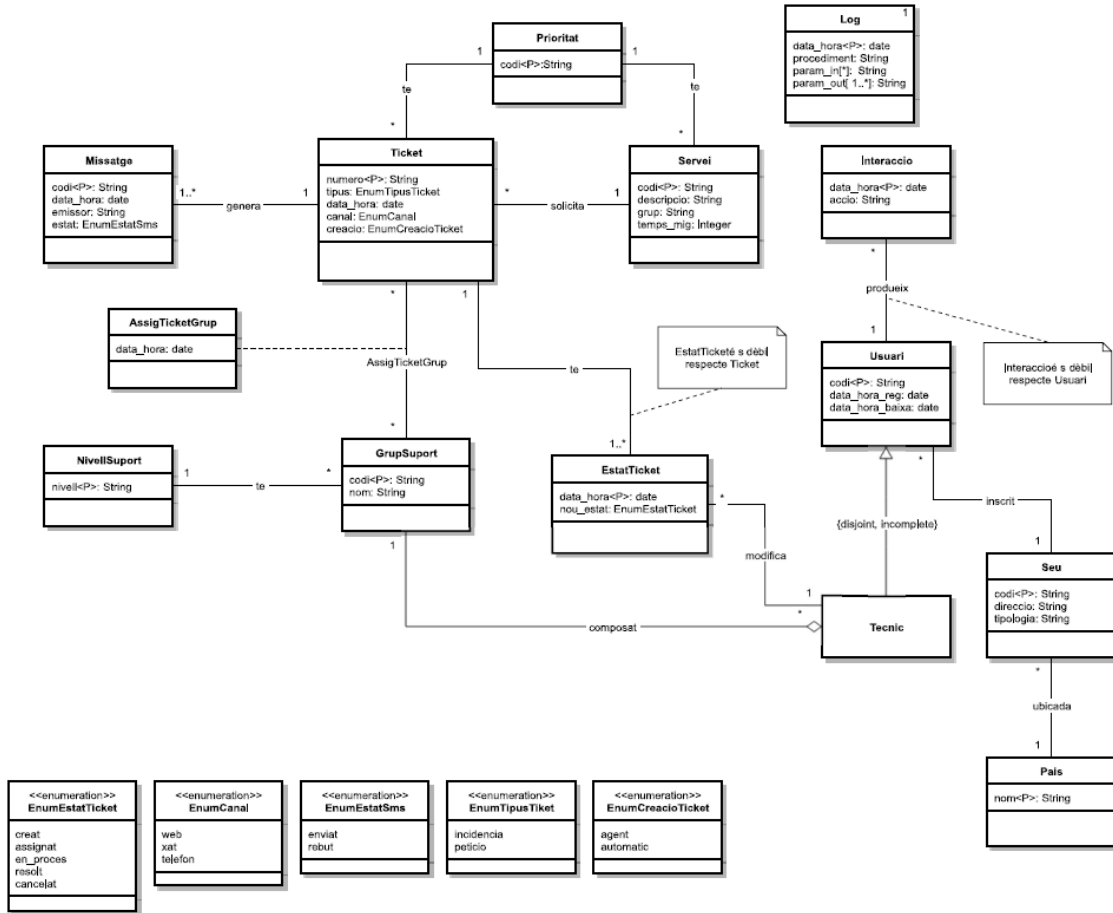 Prioritat
codi<P>:String
Log
1
data_hora<P>: date
procediment: String
param_in[*]: String
param_out[ 1..*]: String
1
1
te
te
*
*
Missatge
codi<P>: String
data_hora: date
emissor: String
estat: EnumEstatSms
1..*
genera
1
Ticket
numero<P>: String
tipus: EnumTipusTicket
data_hora: date
canal: EnumCanal
creacio: EnumCreacioTicket
*
solicita
1
Servei
codi<P>: String
descripcio: String
grup: String
temps_mig: Integer
Interaccio
data_hora<P>: date
accio: String
*
produeix
1
*
1
AssigTicketGrup
data_hora: date
AssigTicketGrup
te
EstatTicketé s dèbil
respecte Ticket
Usuari
codi<P>: String
data_hora_reg: date
data_hora_baixa: date
Interaccioé s dèbil
respecte Usuari
*
1..*
*
NivellSuport
nivell<P>: String
1
te
*
GrupSuport
codi<P>: String
nom: String
1
EstatTicket
data_hora<P>: date
nou_estat: EnumEstatTicket
*
modifica
1
{disjoint, incomplete}
inscrit
1
Seu
codi<P>: String
direccio: String
tipologia: String
composat
*
Tecnic
*
ubicada
1
País
nom<P>: String
<<enumeration>>
EnumEstatTicket
creat
assignat
en_proces
resolt
cancelat
<<enumeration>>
EnumCanal
web
xat
telefon
<<enumeration>>
EnumEstatSms
enviat
rebut
<<enumeration>>
EnumTipusTiket
incidencia
peticio
<<enumeration>>
EnumCreacioTicket
agent
automatic